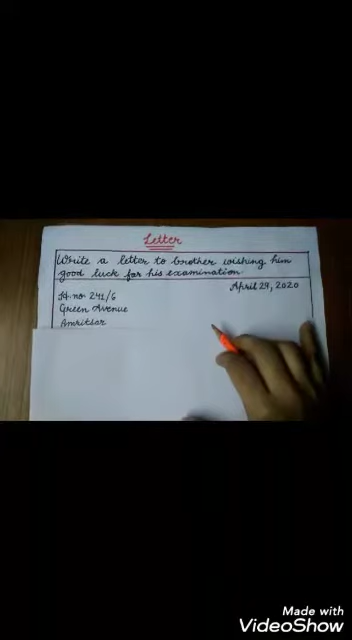 Letter
Write a letter to brother wishing him
good luck for his examination.
April 29, 2020
H.no. 241/6
Green Avenue
Amritsar
Made with
VideoShow